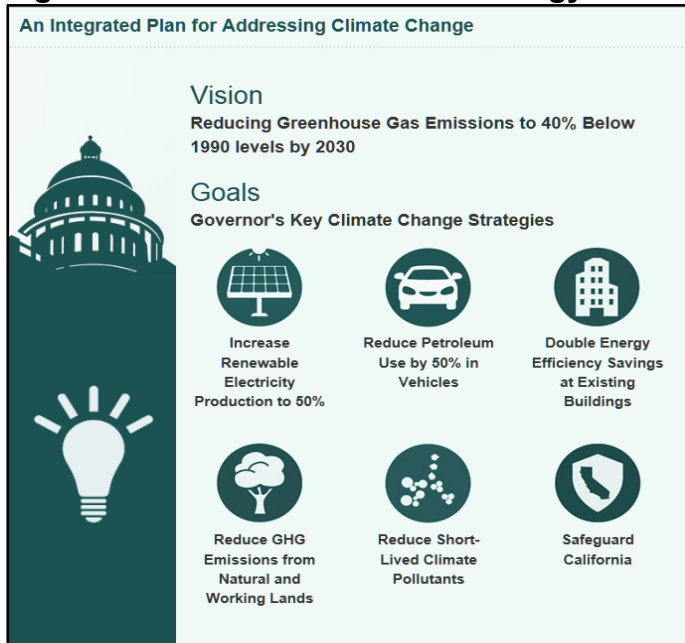 An Integrated Plan for Addressing Climate Change
Vision
Reducing Greenhouse Gas Emissions to 40% Below
1990 levels by 2030
Goals
Governor's Key Climate Change Strategies
Increase
Renewable
Electricity
Production to 50%
Reduce Petroleum
Use by 50% in
Vehicles
Double Energy
Efficiency Savings
at Existing
Buildings
Reduce GHG
Emissions from
Natural and
Working Lands
Reduce Short-
Lived Climate
Pollutants
Safeguard
California